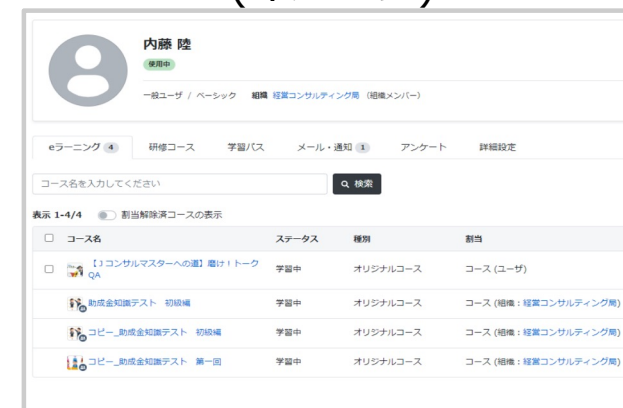 内藤 陸
使用中
一般ユーザ / ベーシック 組織 経営コンサルティング局 (組織メンバー)
eラーニング 4 研修コース 学習パス メール・通知 1 アンケート 詳細設定
コース名を入力してください 検索
表示 1-4/4 割当解除済コースの表示
コース名 ステータス 種別 割当
【Jコンサルマスターへの道】磨け!トーク
QA 学習中 オリジナルコース コース (ユーザ)
助成金知識テスト 初級編 学習中 オリジナルコース コース (組織:経営コンサルティング局)
コピー_助成金知識テスト 初級編 学習中 オリジナルコース コース (組織:経営コンサルティング局)
コピー_助成金知識テスト 第一回 学習中 オリジナルコース コース (組織:経営コンサルティング局)